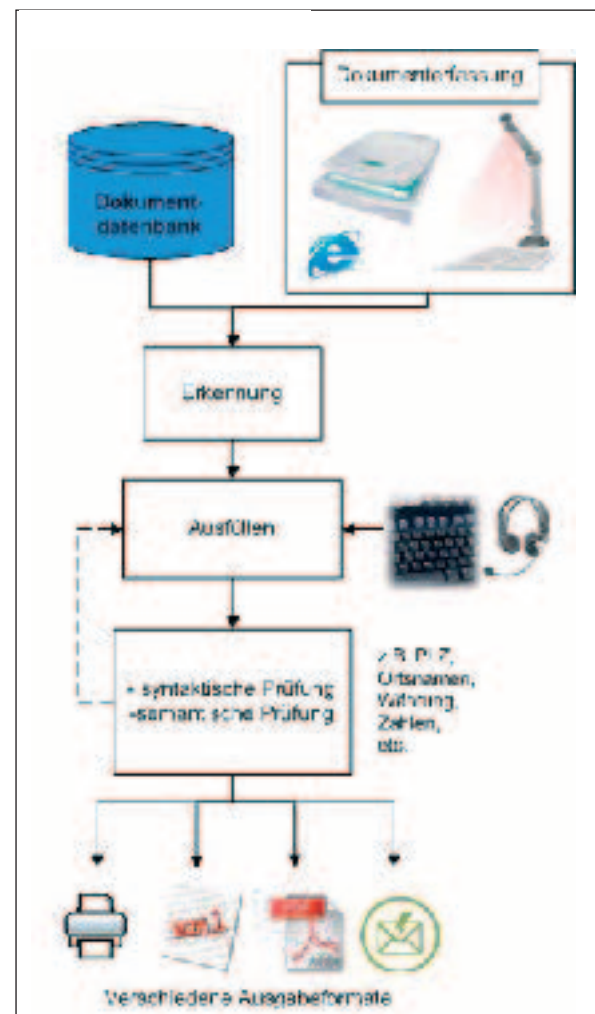 Dokumenterfassung
Dokument-
datenbank
Erkennung
Ausfüllen
- syntaktische Prüfung
-semantische Prüfung
z.B. PLZ,
Ortsnamen,
Währung,
Zahlen,
etc.
Verschiedene Ausgabeformate